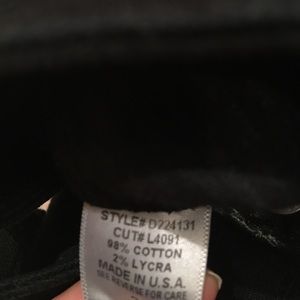 STYLE# D224131
CUT# L4091
98% COTTON
2% LYCRA
MADE IN U.S.A.
SEE REVERSE FOR CARE